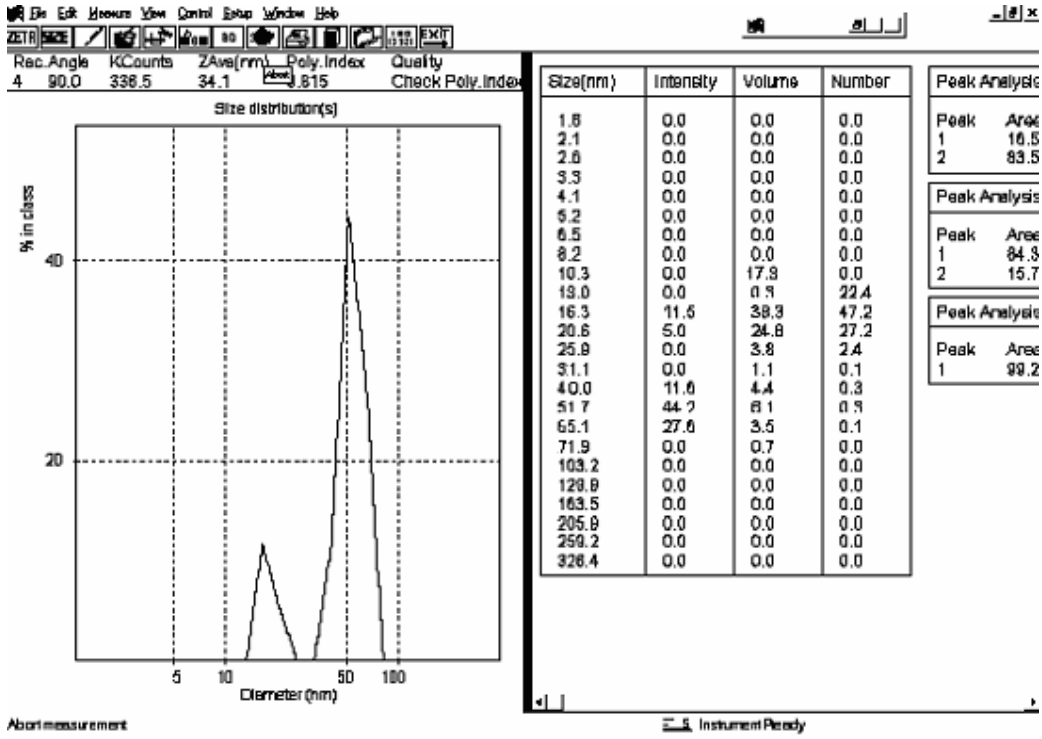 File Edit Measure View Control Setup Window Help
ZETA SIZE 90 EXIT
Rec. Angle KCounts ZAve(nm) Poly.Index Quality
4 90.0 336.5 34.1 Check Poly.Index
About
Size distribution(s)
% in class
40
20
5 10 50 100
Diameter (nm)
Size(nm) Intensity Volume Number
1.6 0.0 0.0 0.0
2.1 0.0 0.0 0.0
2.6 0.0 0.0 0.0
3.3 0.0 0.0 0.0
4.1 0.0 0.0 0.0
5.2 0.0 0.0 0.0
6.5 0.0 0.0 0.0
8.2 0.0 0.0 0.0
10.3 0.0 17.3 0.0
13.0 0.0 0.3 22.4
16.3 11.5 38.3 47.2
20.6 5.0 24.8 27.2
25.9 0.0 3.8 2.4
31.1 0.0 1.1 0.1
40.0 11.6 4.4 0.3
51.7 44.2 6.1 0.3
65.1 27.6 3.5 0.1
71.9 0.0 0.7 0.0
103.2 0.0 0.0 0.0
129.9 0.0 0.0 0.0
163.5 0.0 0.0 0.0
205.9 0.0 0.0 0.0
259.2 0.0 0.0 0.0
326.4 0.0 0.0 0.0
Peak Analysis
Peak Area
1 16.5
2 83.5
Peak Analysis
Peak Area
1 84.3
2 15.7
Peak Analysis
Peak Area
1 99.2
Abort measurement
5 Instrument Ready